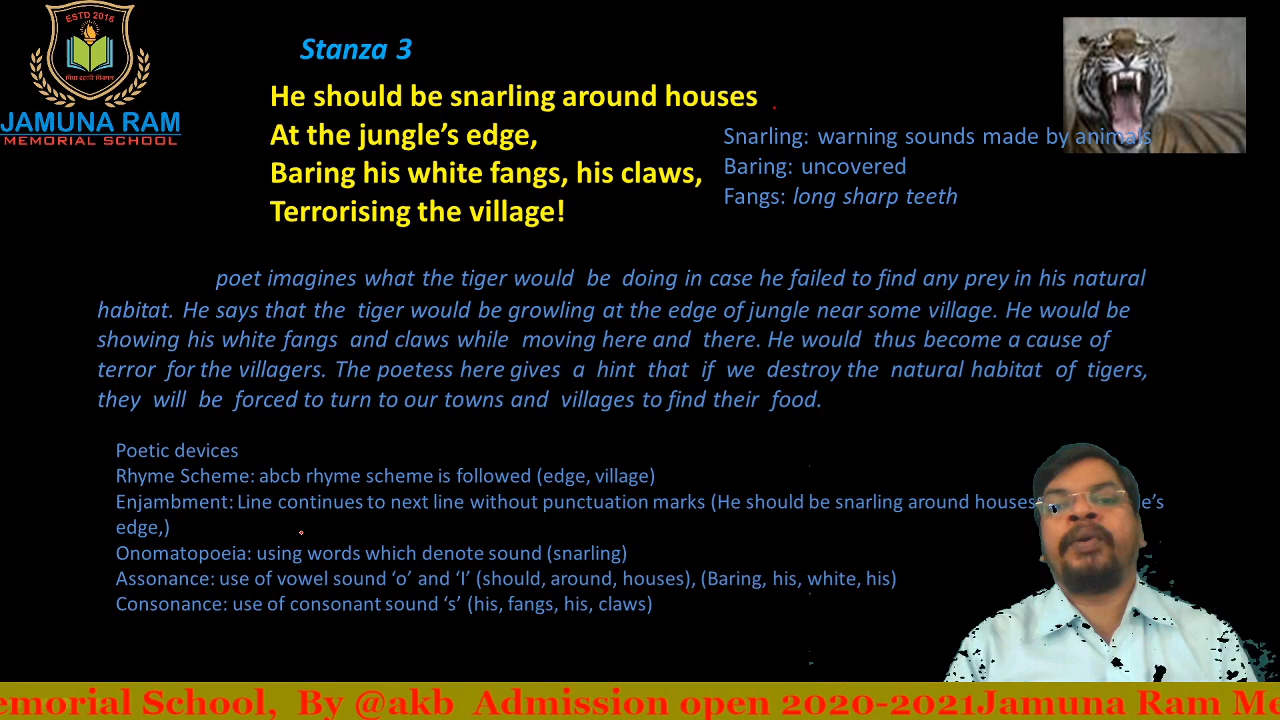 ESTD 2016
JAMUNA RAM
MEMORIAL SCHOOL
Stanza 3
He should be snarling around houses
At the jungle’s edge,
Baring his white fangs, his claws,
Terrorising the village!
Snarling: warning sounds made by animals
Baring: uncovered
Fangs: long sharp teeth
poet imagines what the tiger would be doing in case he failed to find any prey in his natural
habitat. He says that the tiger would be growling at the edge of jungle near some village. He would be
showing his white fangs and claws while moving here and there. He would thus become a cause of
terror for the villagers. The poetess here gives a hint that if we destroy the natural habitat of tigers,
they will be forced to turn to our towns and villages to find their food.
Poetic devices
Rhyme Scheme: abcb rhyme scheme is followed (edge, village)
Enjambment: Line continues to next line without punctuation marks (He should be snarling around houses
edge,)
Onomatopoeia: using words which denote sound (snarling)
Assonance: use of vowel sound ‘o’ and ‘I’ (should, around, houses), (Baring, his, white, his)
Consonance: use of consonant sound ‘s’ (his, fangs, his, claws)
emorial School, By @akb Admission open 2020-2021Jamuna Ram Me